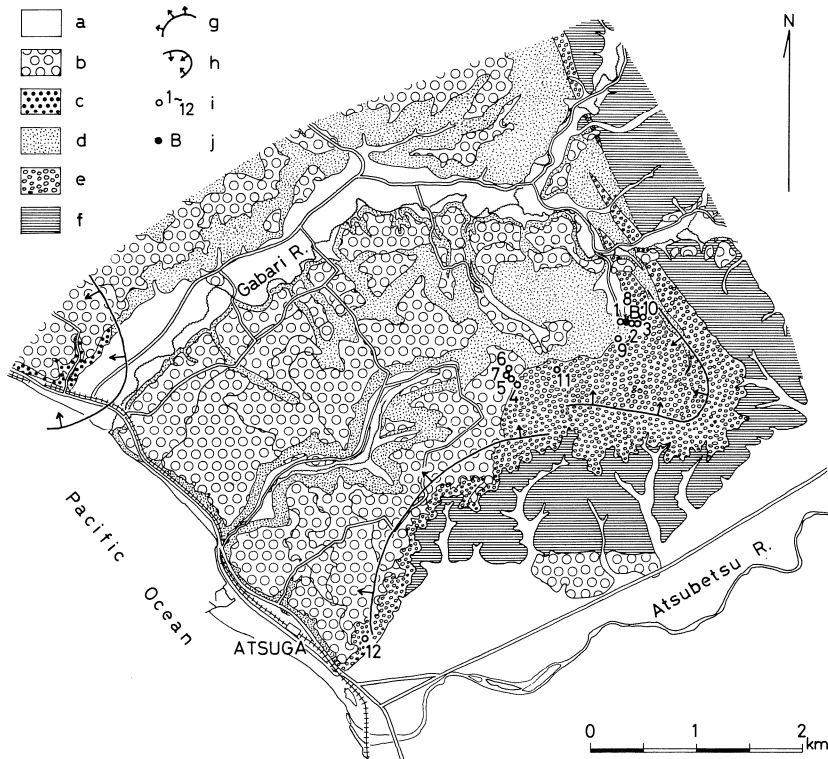 a
b
c
d
e
f
g
h
1~12 i
B j
N
Gabari R.
8
1 B 10
2 3
9
6
7
5
4
11
Pacific Ocean
Atsubetsu R.
ATSUGA
12
0 1 2 km